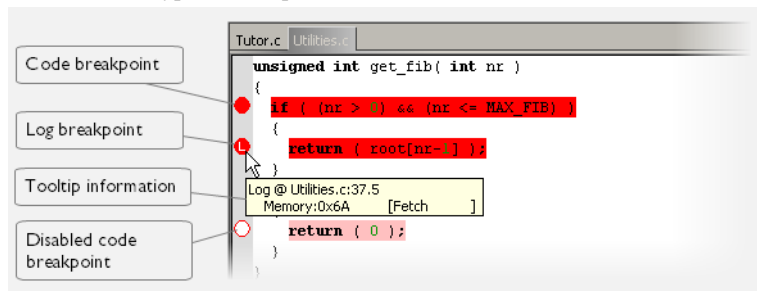 Tutor.c Utilities.c
Code breakpoint
unsigned int get_fib( int nr )
{
if ( (nr > 0) && (nr <= MAX_FIB) )
{
Log breakpoint
L
return ( root[nr-1] );
}
Tooltip information
Log @ Utilities.c:37.5
Memory:0x6A [Fetch ]
Disabled code
breakpoint
return ( 0 );
}
}